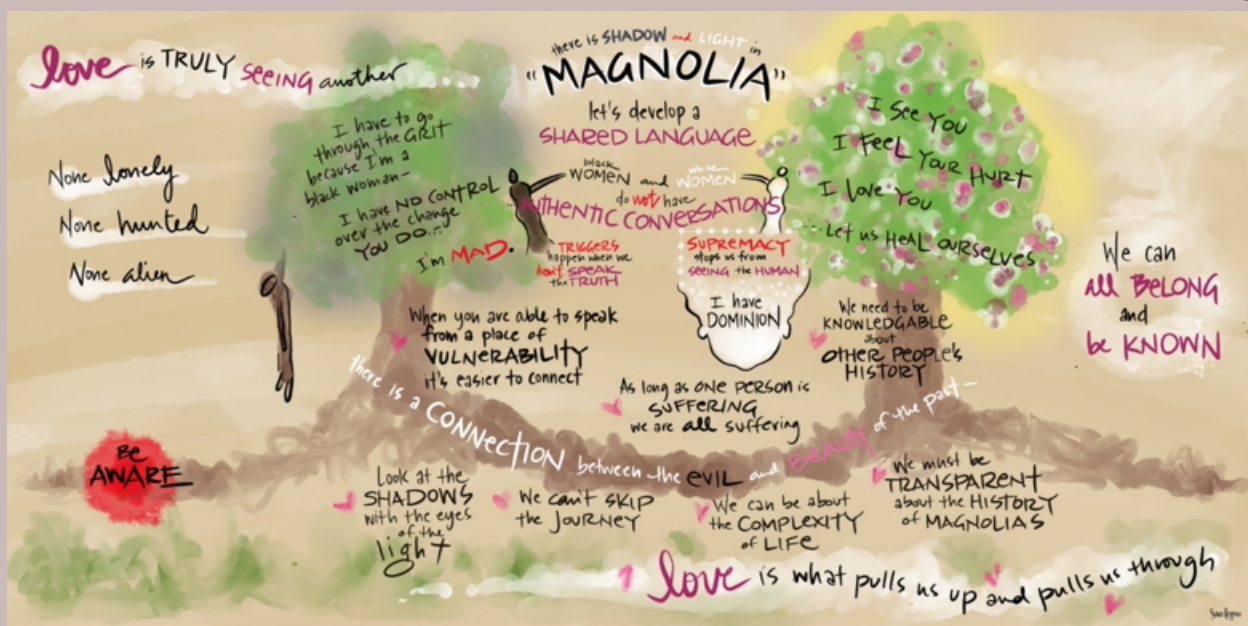 love is TRULY SEEING another
there is SHADOW and LIGHT in
"MAGNOLIA"
let's develop a
SHARED LANGUAGE
black
WOMEN and
white
WOMEN
do not have
AUTHENTIC CONVERSATIONS
TRIGGERS
happen when we
don't SPEAK
the TRUTH
SUPREMACY
stops us from
SEEING the HUMAN
I have
DOMINION
None lonely
None hunted
None alien
I have to go
through the GRIT
because I'm a
black woman—
I have NO CONTROL
over the change
YOU DO...
I'm MAD.
I SEE YOU
I FEEL YOUR HURT
I love YOU
...Let us HEAL OURSELVES
We can
all BELONG
and
be KNOWN
When you are able to speak
from a place of
VULNERABILITY
it's easier to connect
We need to be
KNOWLEDGABLE
about
OTHER PEOPLE'S
HISTORY
As long as ONE PERSON is
SUFFERING
we are all suffering
there is a CONNECTION between the EVIL and BEAUTY of the past—
BE
AWARE
Look at the
SHADOWS
with the eyes
of the
light
We can't SKIP
the JOURNEY
We can be about
the COMPLEXITY
of LIFE
We must be
TRANSPARENT
about the HISTORY
of MAGNOLIAS
love is what pulls us up and pulls us through